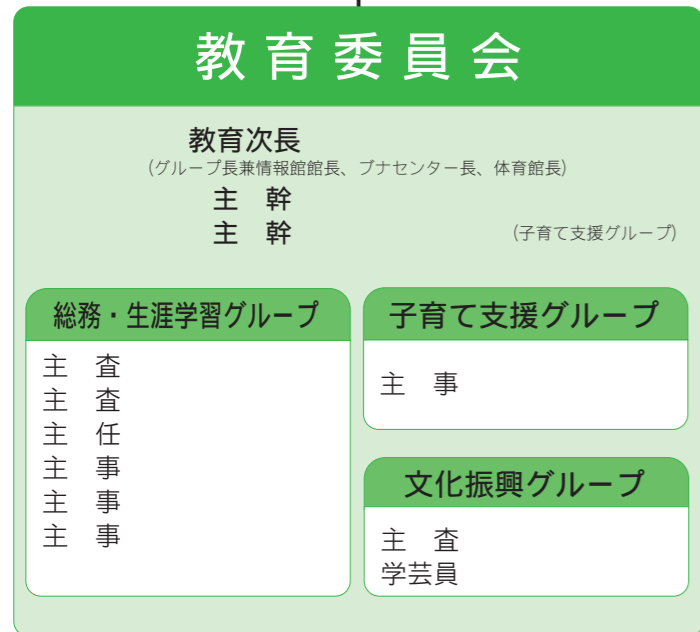 教育委員会
教育次長
(グループ長兼情報館館長、ブナセンター長、体育館長)
主　幹
主　幹 (子育て支援グループ)
総務・生涯学習グループ
主　査
主　査
主　任
主　事
主　事
主　事
子育て支援グループ
主　事
文化振興グループ
主　査
学芸員